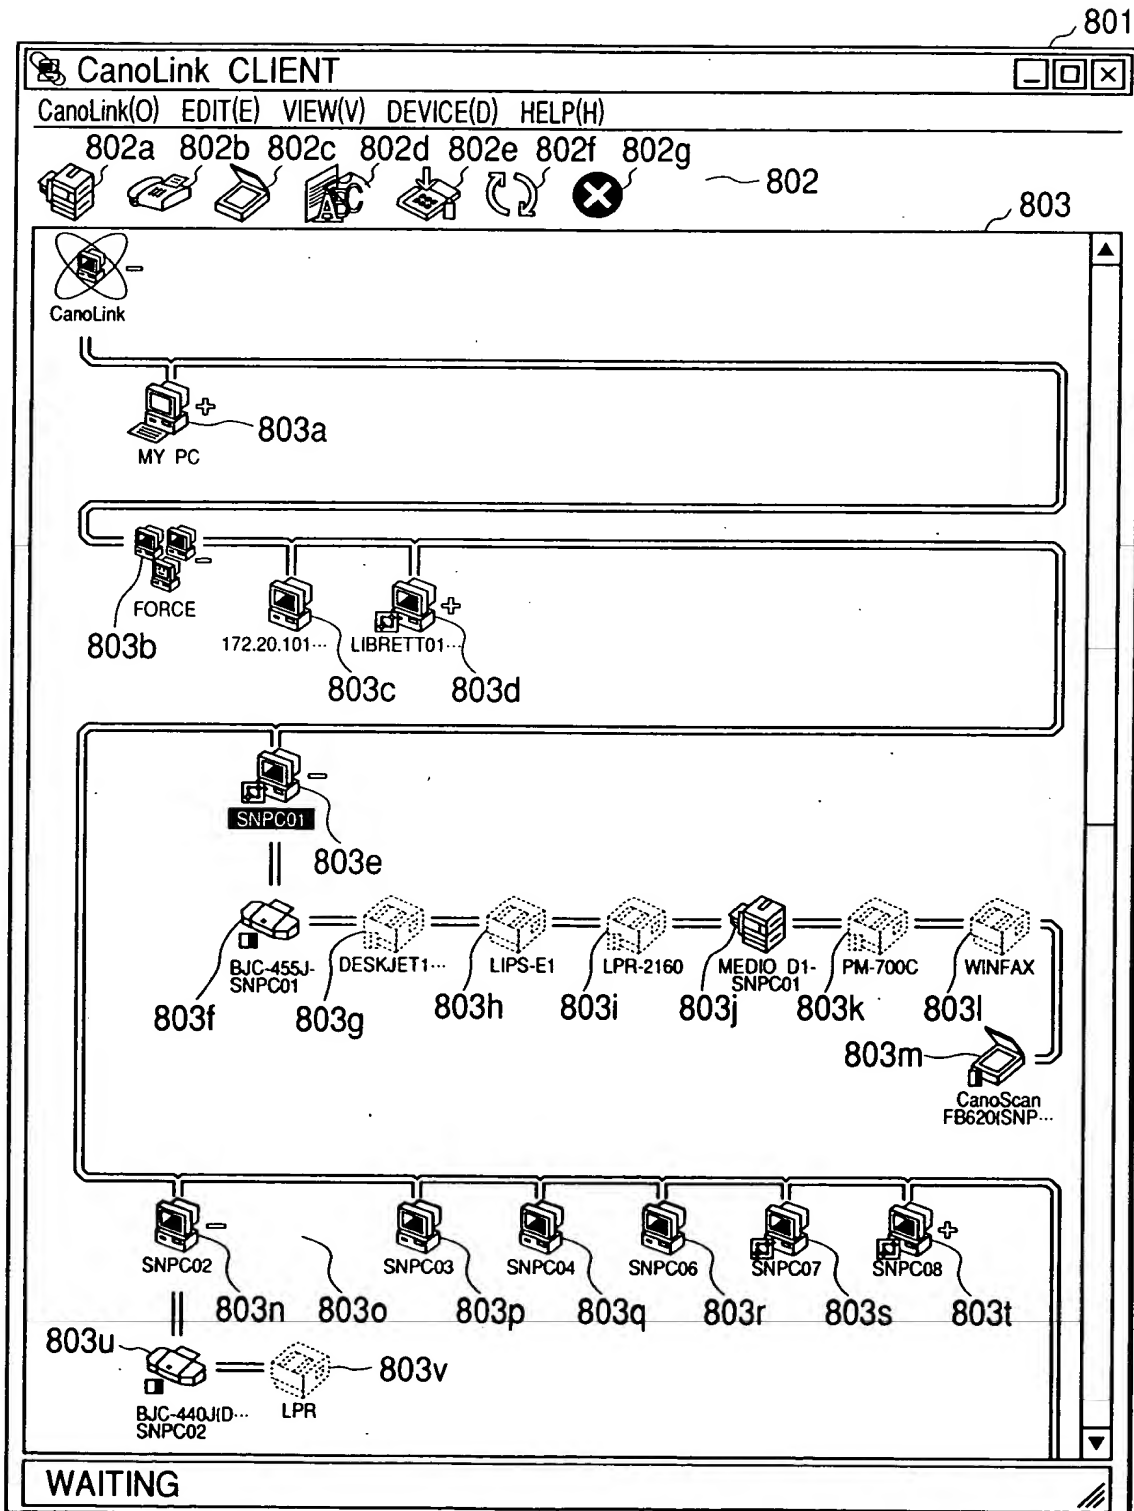 801
CanoLink CLIENT
CanoLink(O) EDIT(E) VIEW(V) DEVICE(D) HELP(H)
802a 802b 802c 802d 802e 802f 802g
802
803
CanoLink
803a
MY PC
FORCE
803b
172.20.101...
LIBRETT01...
803c
803d
SNPC01
803e
BJC-455J-
SNPC01
DESKJET1...
LIPS-E1
LPR-2160
MEDIO D1-
SNPC01
PM-700C
WINFAX
803f 803g 803h 803i 803j 803k 803l
803m
CanoScan
FB620(SNP...
SNPC02 SNPC03 SNPC04 SNPC06 SNPC07 SNPC08
803n 803o 803p 803q 803r 803s 803t
803u
803v
BJC-440J(D...
SNPC02
LPR
WAITING